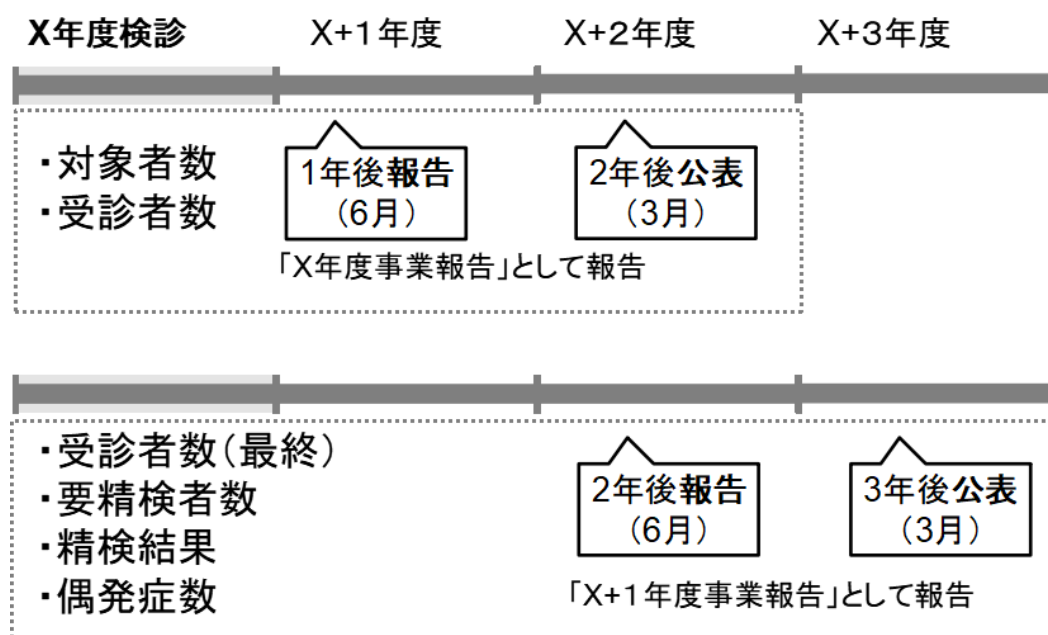 X年度検診 X+1年度 X+2年度 X+3年度
・対象者数
・受診者数
1年後報告
(6月)
2年後公表
(3月)
「X年度事業報告」として報告
・受診者数(最終)
・要精検者数
・精検結果
・偶発症数
2年後報告
(6月)
3年後公表
(3月)
「X+1年度事業報告」として報告